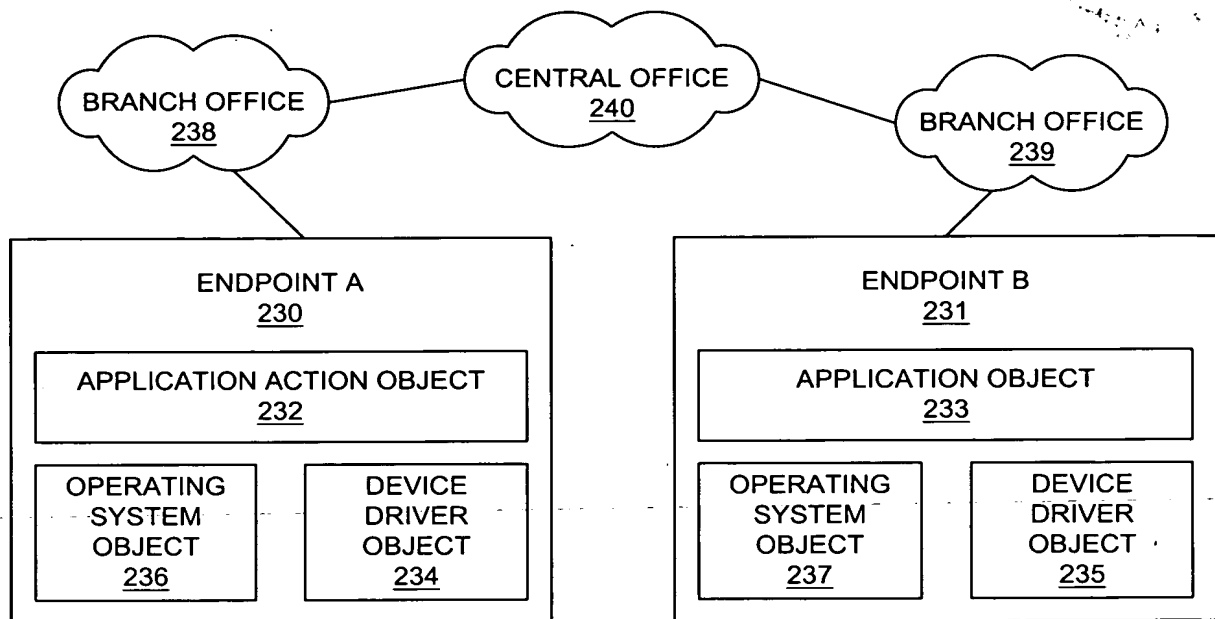 BRANCH OFFICE
238
CENTRAL OFFICE
240
BRANCH OFFICE
239
ENDPOINT A
230
APPLICATION ACTION OBJECT
232
OPERATING
SYSTEM
OBJECT
236
DEVICE
DRIVER
OBJECT
234
ENDPOINT B
231
APPLICATION OBJECT
233
OPERATING
SYSTEM
OBJECT
237
DEVICE
DRIVER
OBJECT
235